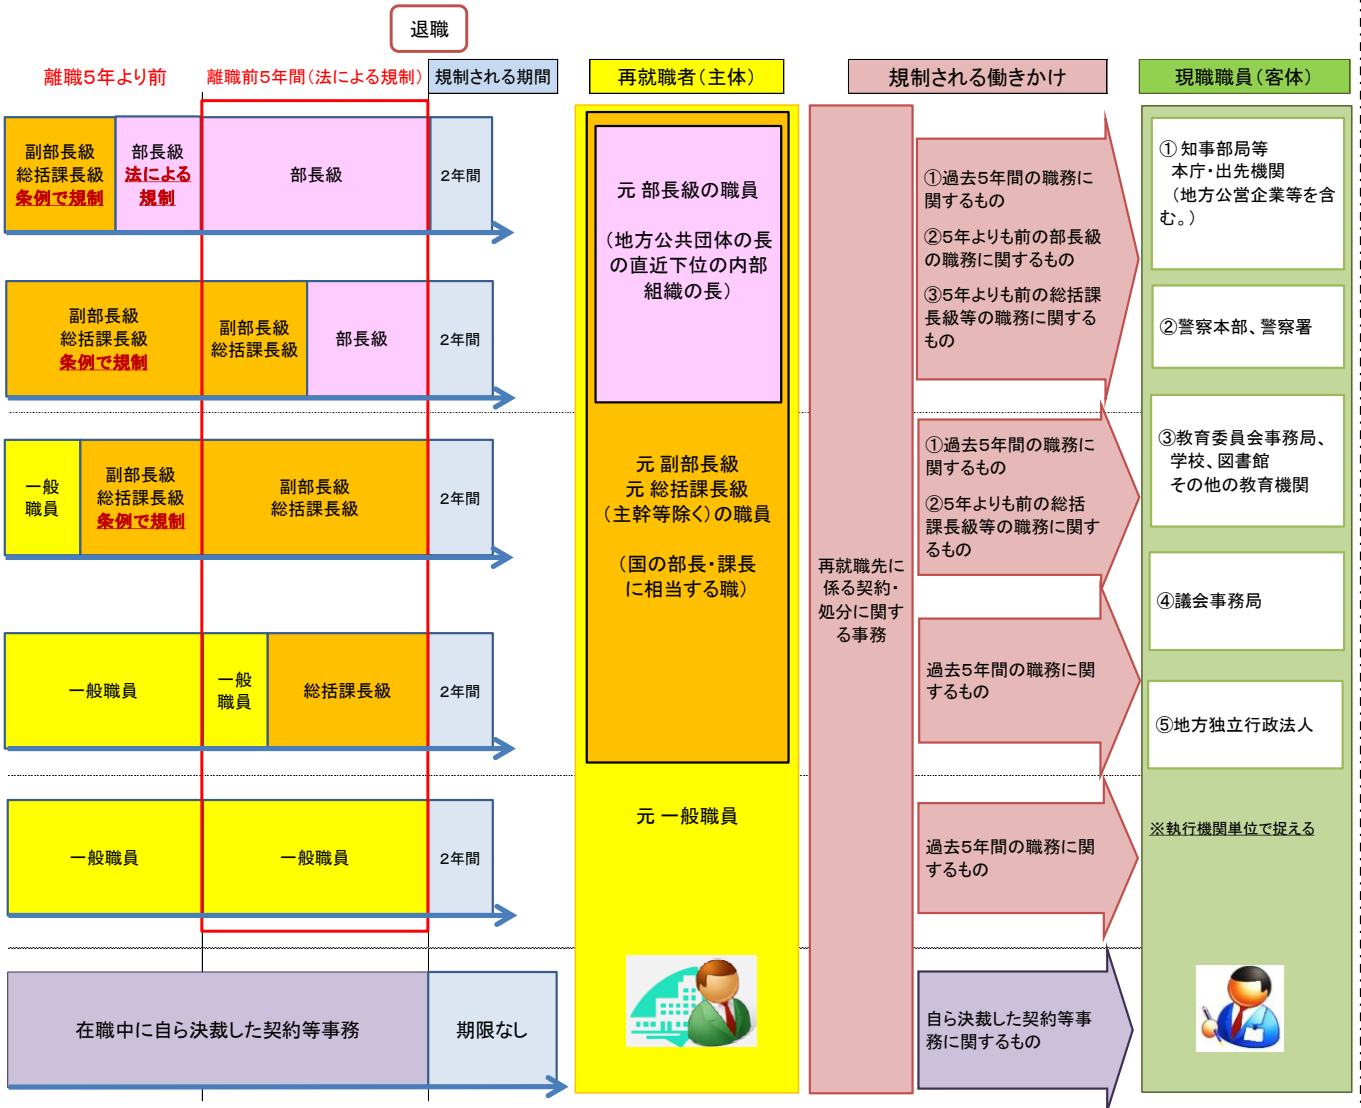 退職
離職5年より前
離職前5年間(法による規制)
規制される期間
再就職者(主体)
規制される働きかけ
現職職員(客体)
副部長級
総括課長級
条例で規制
部長級
法による
規制
部長級
2年間
副部長級
総括課長級
条例で規制
副部長級
総括課長級
部長級
2年間
一般
職員
副部長級
総括課長級
条例で規制
副部長級
総括課長級
2年間
一般職員
一般
職員
総括課長級
2年間
一般職員
一般職員
2年間
在職中に自ら決裁した契約等事務
期限なし
元 部長級の職員
(地方公共団体の長
の直近下位の内部
組織の長)
元 副部長級
元 総括課長級
(主幹等除く)の職員
(国の部長・課長
に相当する職)
元 一般職員
再就職先に
係る契約・
処分に関す
る事務
①過去5年間の職務に
関するもの
②5年よりも前の部長級
の職務に関するもの
③5年よりも前の総括課
長級等の職務に関する
もの
①過去5年間の職務に
関するもの
②5年よりも前の総括
課長級等の職務に関す
るもの
過去5年間の職務に関
するもの
過去5年間の職務に関
するもの
自ら決裁した契約等事
務に関するもの
① 知事部局等
本庁・出先機関
(地方公営企業等を含
む。)
②警察本部、警察署
③教育委員会事務局、
学校、図書館
その他の教育機関
④議会事務局
⑤地方独立行政法人
※執行機関単位で捉える